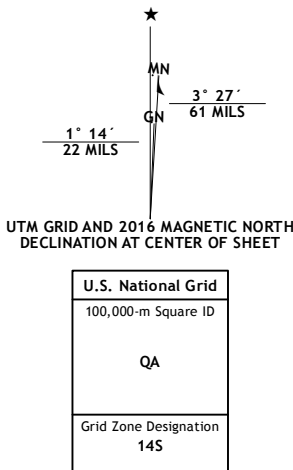 ★
MN
GN
3° 27´
61 MILS
1° 14´
22 MILS
UTM GRID AND 2016 MAGNETIC NORTH
DECLINATION AT CENTER OF SHEET
U.S. National Grid
100,000-m Square ID
QA
Grid Zone Designation
14S